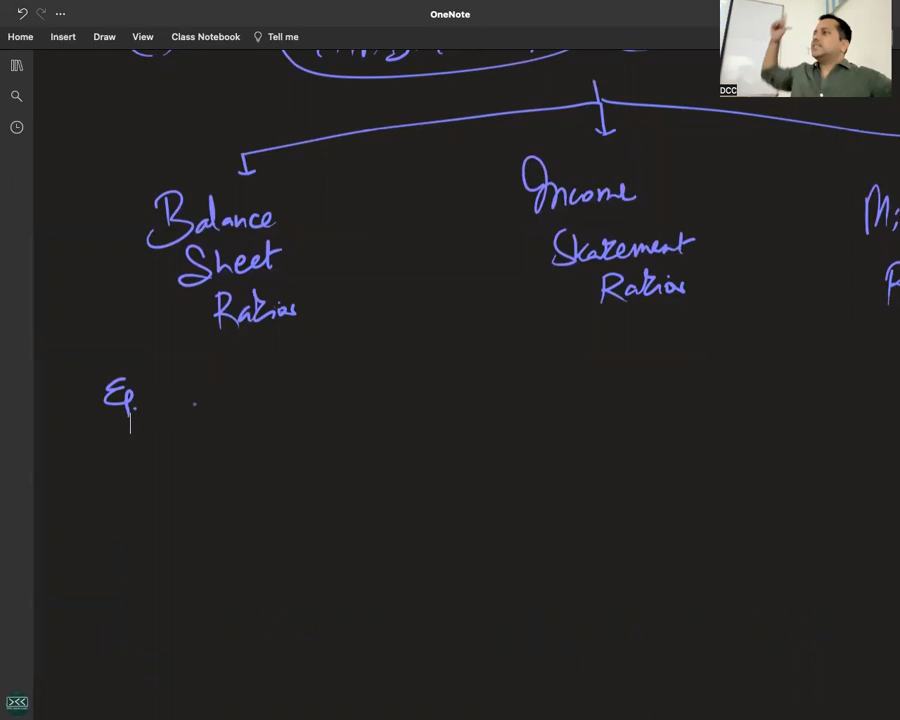 OneNote
Home Insert Draw View Class Notebook Tell me
DCC
Balance
Sheet
Ratios
Income
Statement
Ratios
Eg.